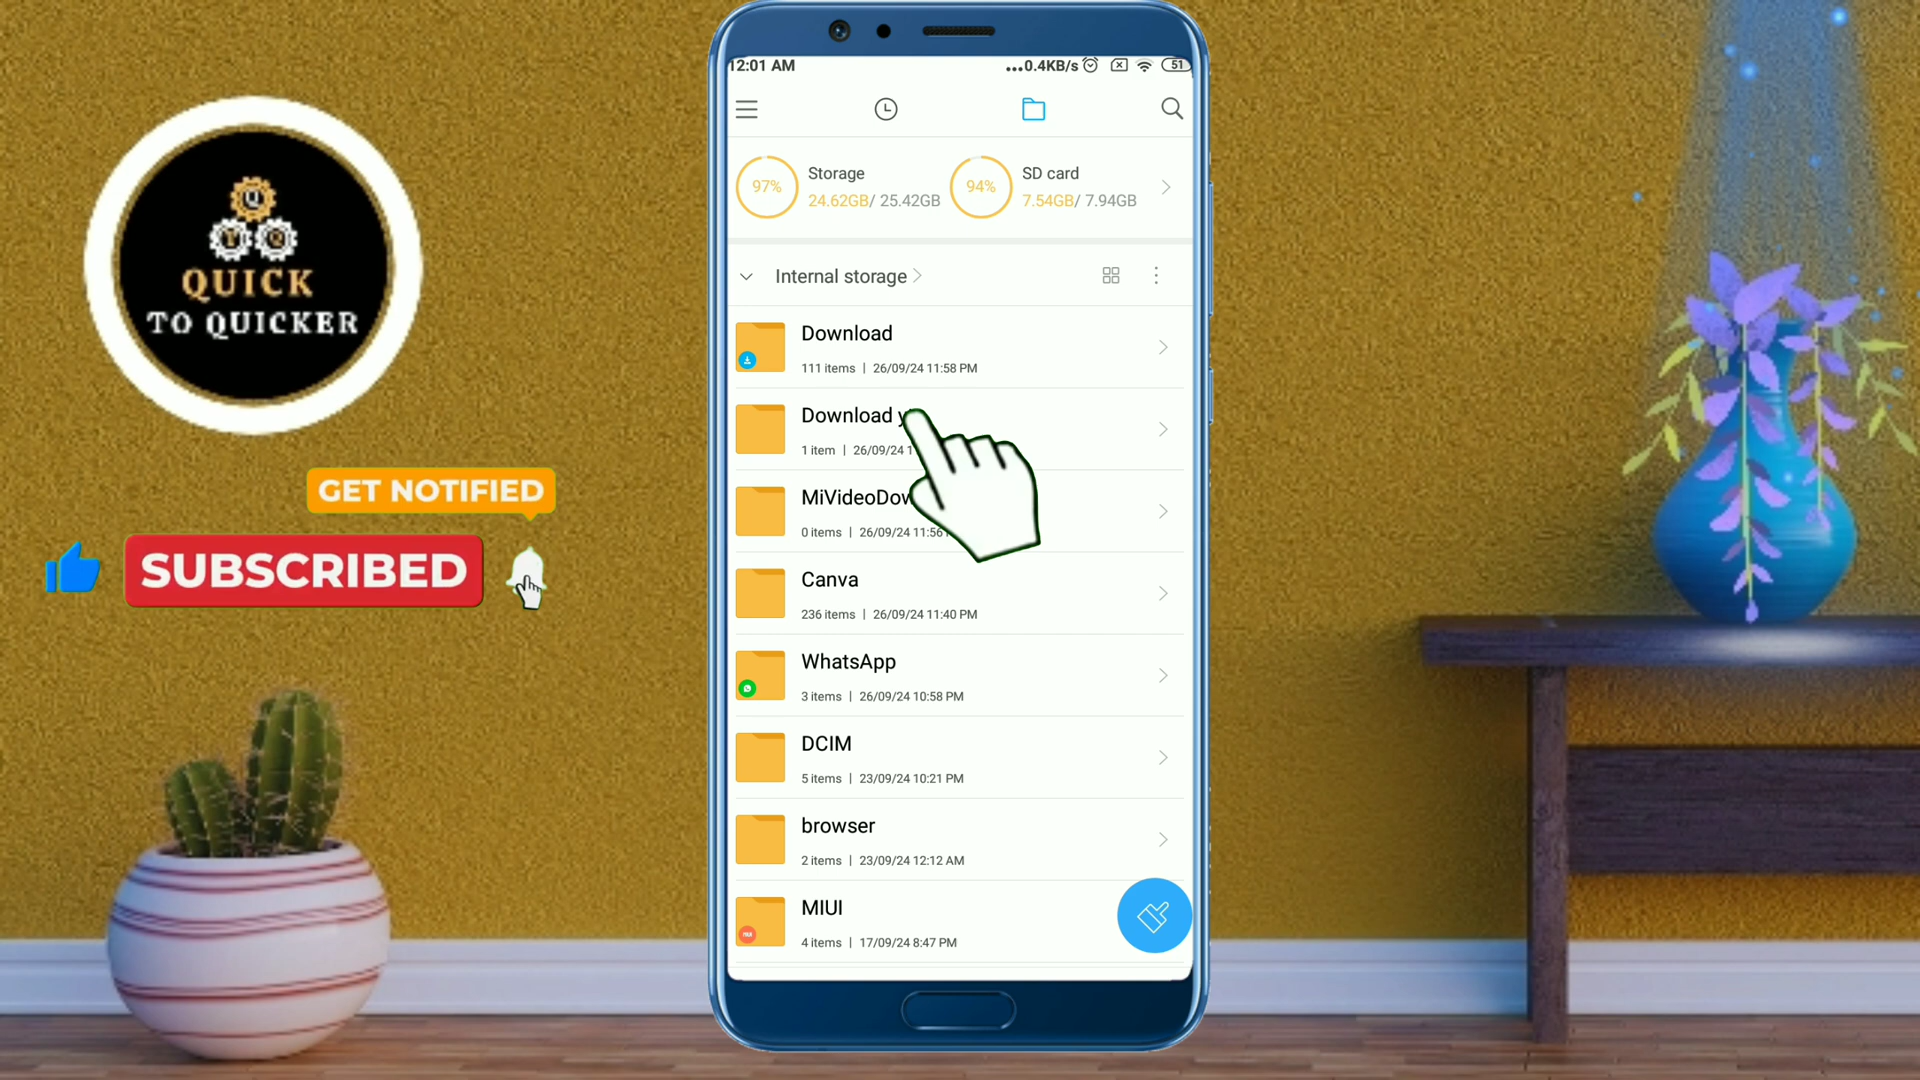 QUICK
TO QUICKER
GET NOTIFIED
SUBSCRIBED
12:01 AM
...0.4KB/s
51
97%
Storage
24.62GB/ 25.42GB
94%
SD card
7.54GB/ 7.94GB
Internal storage
Download
111 items | 26/09/24 11:58 PM
Download
1 item | 26/09/24
0 items | 26/09/24 11:56
Canva
236 items | 26/09/24 11:40 PM
WhatsApp
3 items | 26/09/24 10:58 PM
DCIM
5 items | 23/09/24 10:21 PM
browser
2 items | 23/09/24 12:12 AM
MIUI
4 items | 17/09/24 8:47 PM